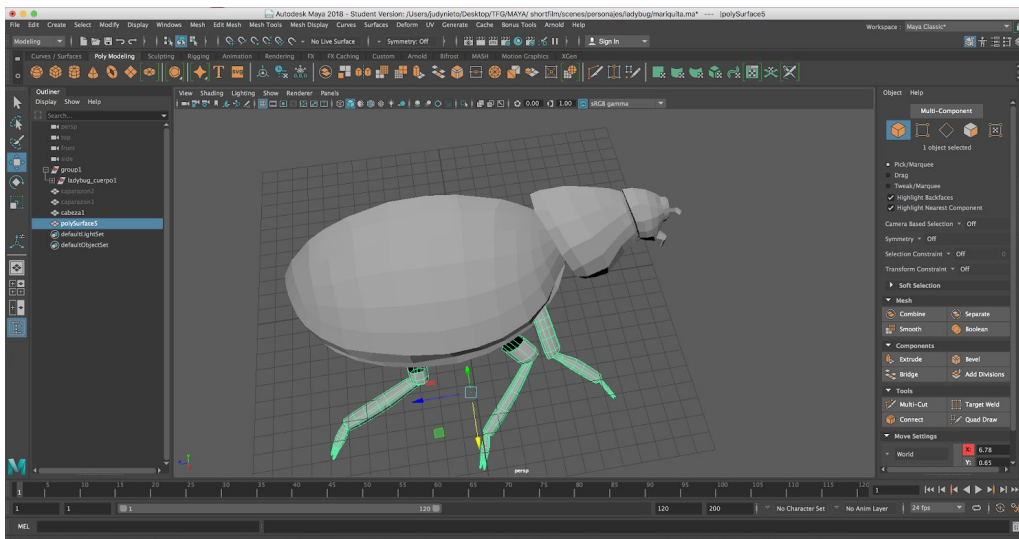 Autodesk Maya 2018 - Student Version: /Users/judynieto/Desktop/TFG/MAYA/ shortfilm/scenes/personajes/ladybug/mariquita.ma* --- |polySurface5
File Edit Create Select Modify Display Windows Mesh Edit Mesh Mesh Tools Mesh Display Curves Surfaces Deform UV Generate Cache Bonus Tools Arnold Help
Workspace : Maya Classic*
Modeling No Live Surface Symmetry: Off Sign In
Curves / Surfaces Poly Modeling Sculpting Rigging Animation Rendering FX FX Caching Custom Arnold Bifrost MASH Motion Graphics XGen
Outliner
Display Show Help
Search...
persp
top
front
side
group1
ladybug_cuerpo1
caparazon2
caparazon1
cabeza1
polySurface5
defaultLightSet
defaultObjectSet
View Shading Lighting Show Renderer Panels
0.00 1.00 sRGB gamma
persp
Object Help
Multi-Component
1 object selected
Pick/Marquee
Drag
Tweak/Marquee
Highlight Backfaces
Highlight Nearest Component
Camera Based Selection Off
Symmetry Off
Selection Constraint Off 0
Transform Constraint Off
Soft Selection
Mesh
Combine Separate
Smooth Boolean
Components
Extrude Bevel
Bridge Add Divisions
Tools
Multi-Cut Target Weld
Connect Quad Draw
Move Settings
World X: 6.78
Y: 0.65
1 5 10 15 20 25 30 35 40 45 50 55 60 65 70 75 80 85 90 95 100 105 110 115 120 1
1 1 1 120 120 200 No Character Set No Anim Layer 24 fps
MEL